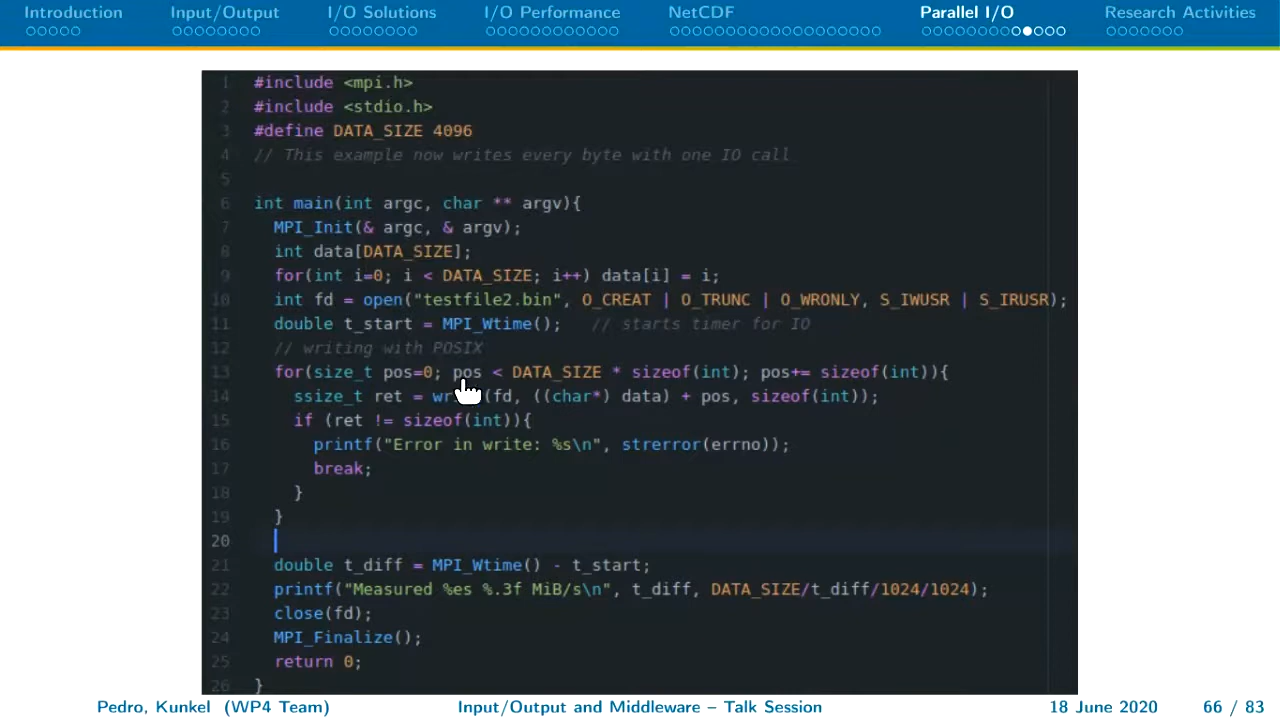 Introduction Input/Output I/O Solutions I/O Performance NetCDF Parallel I/O Research Activities
1 #include <mpi.h>
2 #include <stdio.h>
3 #define DATA_SIZE 4096
4 // This example now writes every byte with one IO call
5
6 int main(int argc, char ** argv){
7 MPI_Init(& argc, & argv);
8 int data[DATA_SIZE];
9 for(int i=0; i < DATA_SIZE; i++) data[i] = i;
10 int fd = open("testfile2.bin", O_CREAT | O_TRUNC | O_WRONLY, S_IWUSR | S_IRUSR);
11 double t_start = MPI_Wtime(); // starts timer for IO
12 // writing with POSIX
13 for(size_t pos=0; pos < DATA_SIZE * sizeof(int); pos+= sizeof(int)){
14 ssize_t ret = (fd, ((char*) data) + pos, sizeof(int));
15 if (ret != sizeof(int)){
16 printf("Error in write: %s\n", strerror(errno));
17 break;
18 }
19 }
20
21 double t_diff = MPI_Wtime() - t_start;
22 printf("Measured %es %.3f MiB/s\n", t_diff, DATA_SIZE/t_diff/1024/1024);
23 close(fd);
24 MPI_Finalize();
25 return 0;
26 }
Pedro, Kunkel (WP4 Team) Input/Output and Middleware – Talk Session 18 June 2020 66 / 83